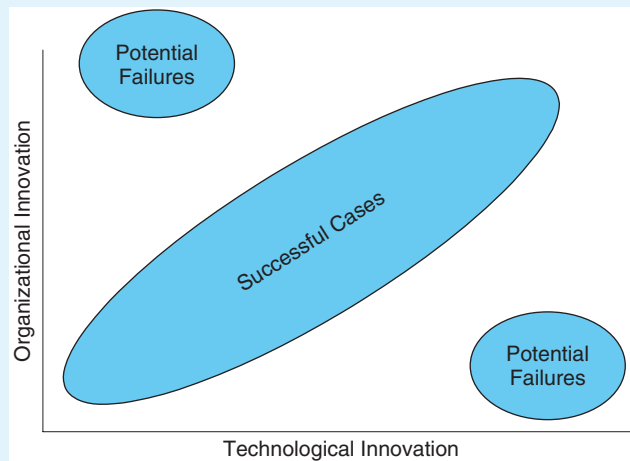 Potential
Failures
Organizational Innovation
Successful Cases
Potential
Failures
Technological Innovation